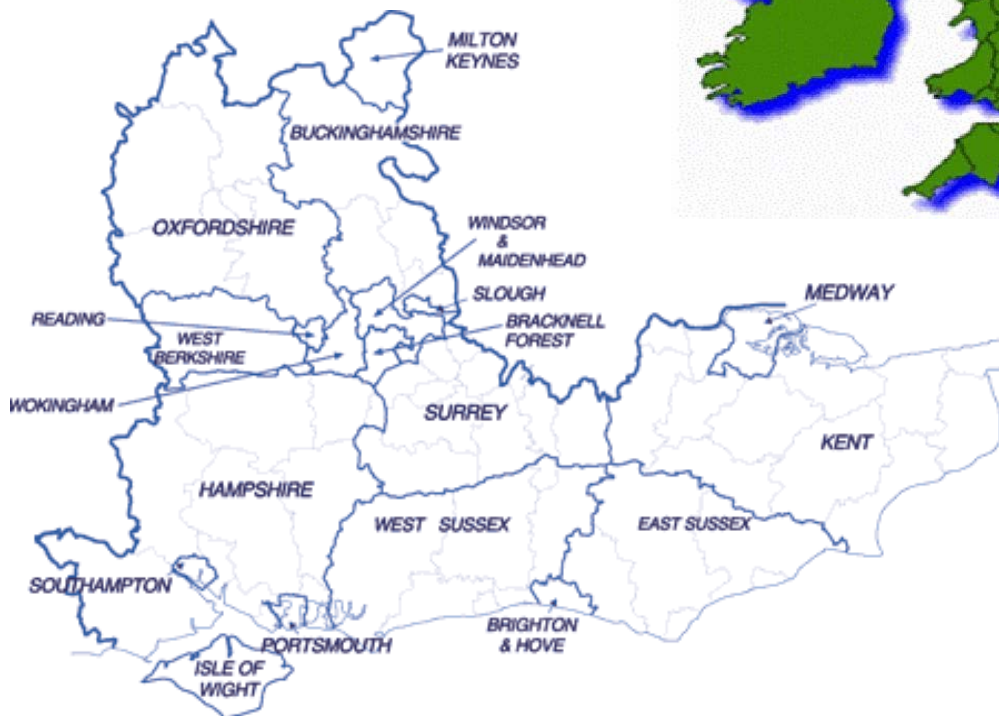 MILTON
KEYNES
BUCKINGHAMSHIRE
OXFORDSHIRE
WINDSOR
&
MAIDENHEAD
SLOUGH
MEDWAY
READING
WEST
BERKSHIRE
BRACKNELL
FOREST
WOKINGHAM
SURREY
KENT
HAMPSHIRE
WEST SUSSEX
EAST SUSSEX
SOUTHAMPTON
PORTSMOUTH
BRIGHTON
& HOVE
ISLE OF
WIGHT